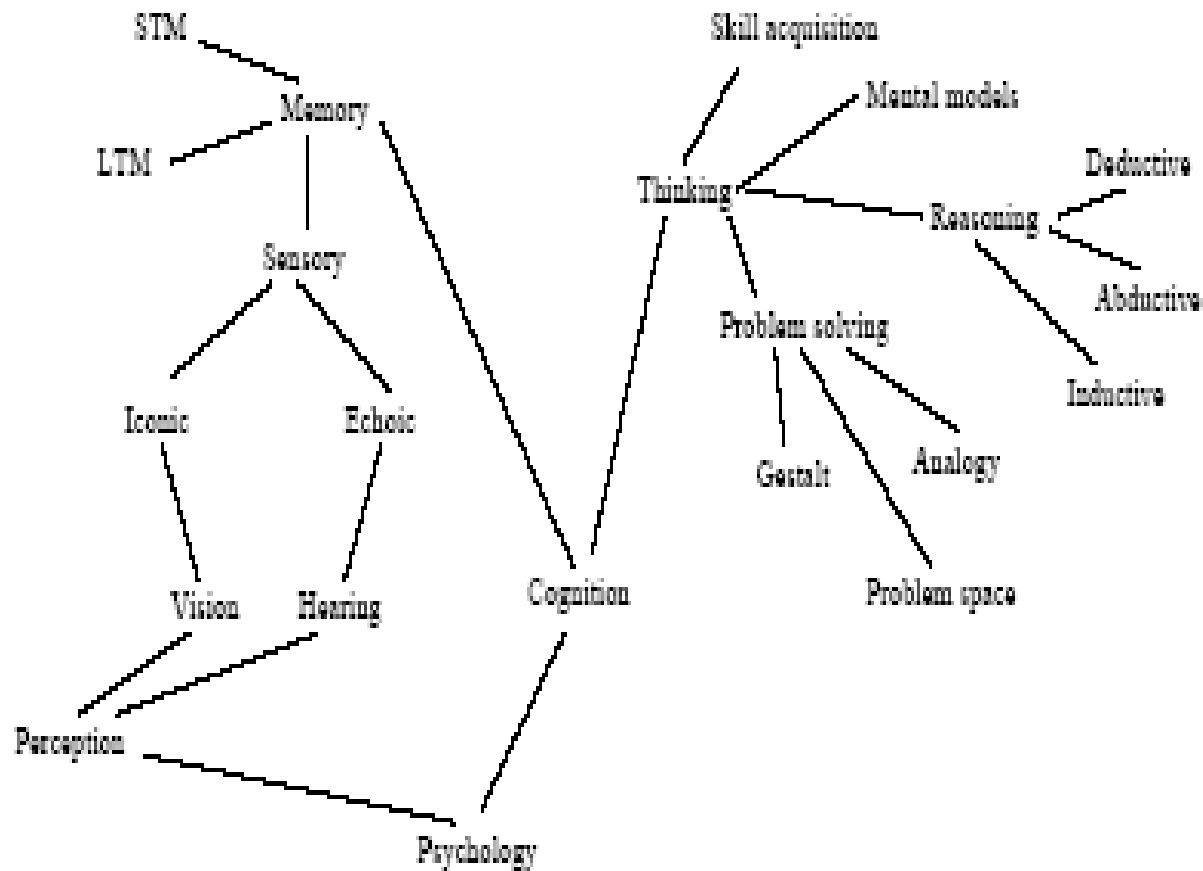 STM
Skill acquisition
Memory
Mental models
LTM
Thinking
Deductive
Reasoning
Sensory
Abductive
Problem solving
Inductive
Iconic
Echoic
Analogy
Gestalt
Vision
Hearing
Cognition
Problem space
Perception
Psychology